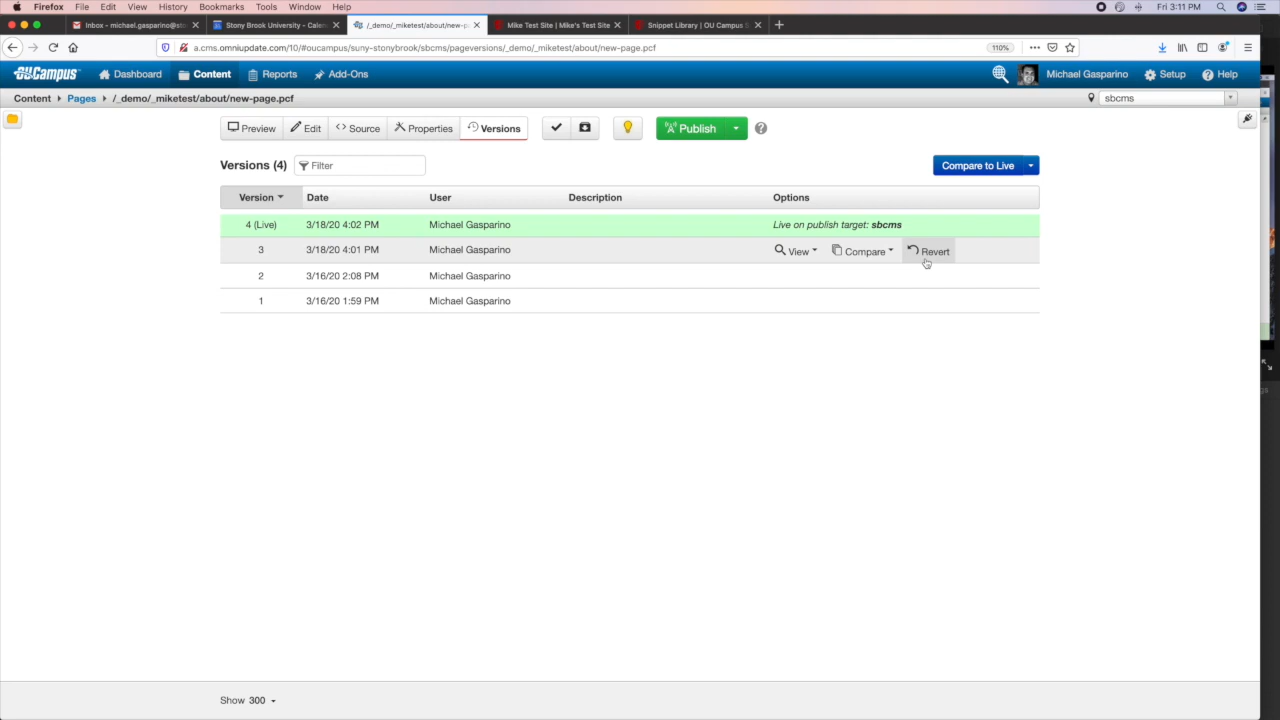 Firefox File Edit View History Bookmarks Tools Window Help Fri 3:11 PM
Inbox - michael.gasparino@stc Stony Brook University - Calen /_demo/_miketest/about/new-p Mike Test Site | Mike's Test Site Snippet Library | OU Campus S
a.cms.omniupdate.com/10/#oucampus/suny-stonybrook/sbcms/pageversions/_demo/_miketest/about/new-page.pcf 110%
OUCampus Dashboard Content Reports Add-Ons Michael Gasparino Setup Help
Content Pages /_demo/_miketest/about/new-page.pcf sbcms
Preview Edit Source Properties Versions Publish
Versions (4) Filter Compare to Live
Version Date User Description Options
4 (Live) 3/18/20 4:02 PM Michael Gasparino Live on publish target: sbcms
3 3/18/20 4:01 PM Michael Gasparino View Compare Revert
2 3/16/20 2:08 PM Michael Gasparino
1 3/16/20 1:59 PM Michael Gasparino
Show 300